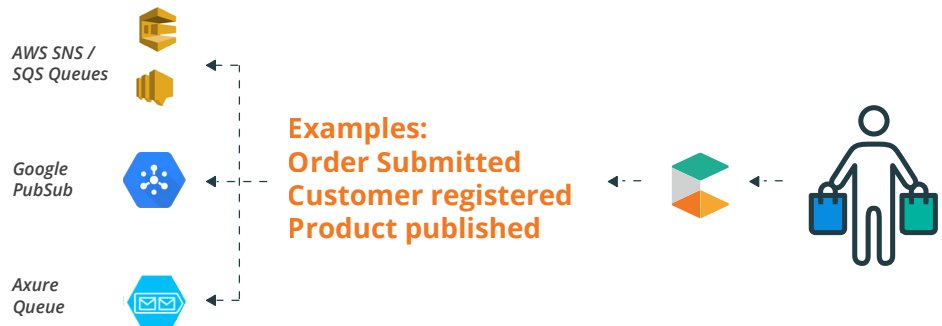 AWS SNS /
SQS Queues
Google
PubSub
Axure
Queue
Examples:
Order Submitted
Customer registered
Product published